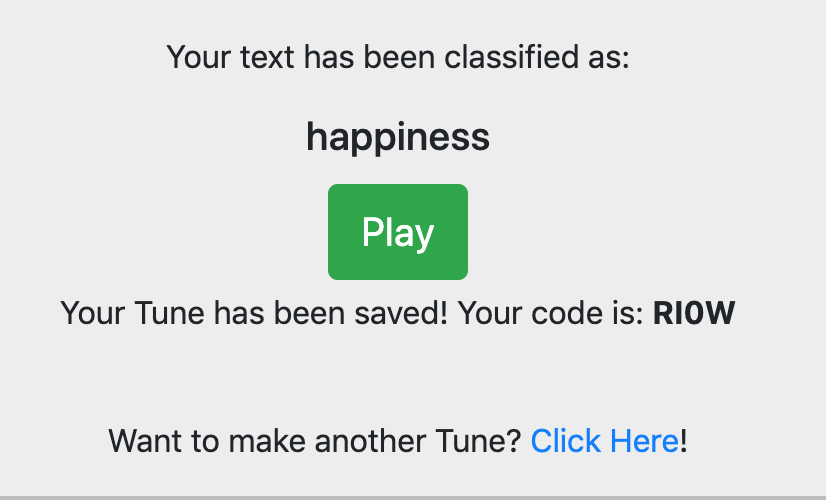 Your text has been classified as:
happiness
Play
Your Tune has been saved! Your code is: RI0W
Want to make another Tune? Click Here!